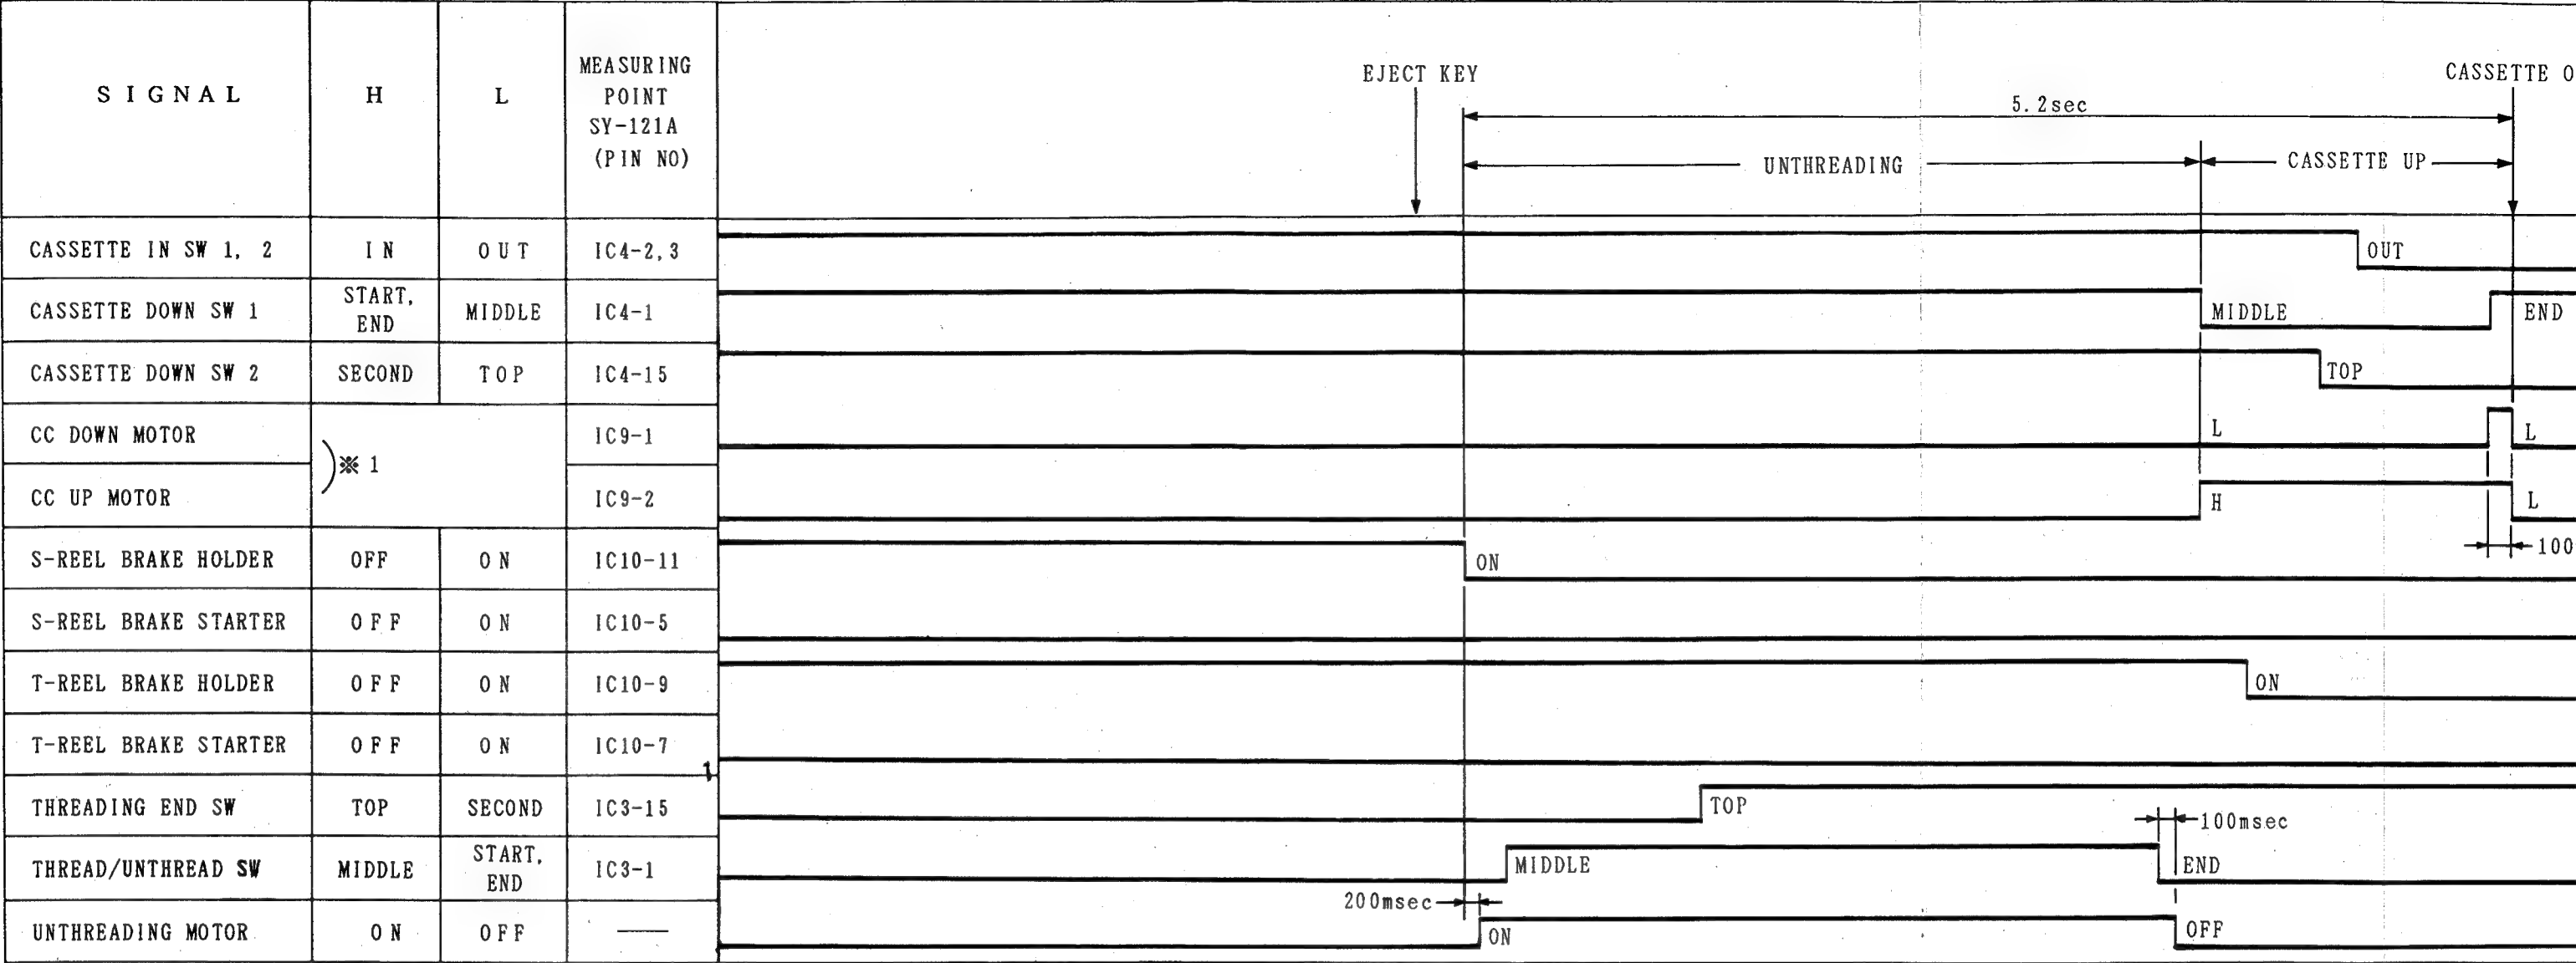 SIGNAL
H
L
MEASURING
POINT
SY-121A
(PIN NO)
EJECT KEY
CASSETTE O
5.2sec
UNTHREADING
CASSETTE UP
CASSETTE IN SW 1, 2
IN
OUT
IC4-2,3
OUT
CASSETTE DOWN SW 1
START,
END
MIDDLE
IC4-1
MIDDLE
END
CASSETTE DOWN SW 2
SECOND
TOP
IC4-15
TOP
CC DOWN MOTOR
IC9-1
L
L
)※ 1
CC UP MOTOR
IC9-2
H
L
S-REEL BRAKE HOLDER
OFF
ON
IC10-11
ON
100
S-REEL BRAKE STARTER
OFF
ON
IC10-5
T-REEL BRAKE HOLDER
OFF
ON
IC10-9
ON
T-REEL BRAKE STARTER
OFF
ON
IC10-7
THREADING END SW
TOP
SECOND
IC3-15
TOP
100msec
THREAD/UNTHREAD SW
MIDDLE
START,
END
IC3-1
MIDDLE
END
200msec
UNTHREADING MOTOR
ON
OFF
—
ON
OFF